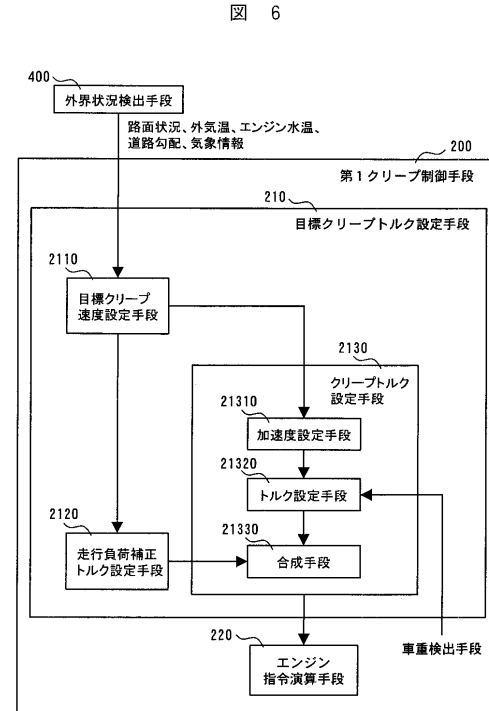 図 6
400
外界状況検出手段
路面状況、外気温、エンジン水温、
道路勾配、気象情報
200
第1クリープ制御手段
210
目標クリープトルク設定手段
2110
目標クリープ
速度設定手段
2130
クリープトルク
設定手段
21310
加速度設定手段
21320
トルク設定手段
2120
走行負荷補正
トルク設定手段
21330
合成手段
220
エンジン
指令演算手段
車重検出手段